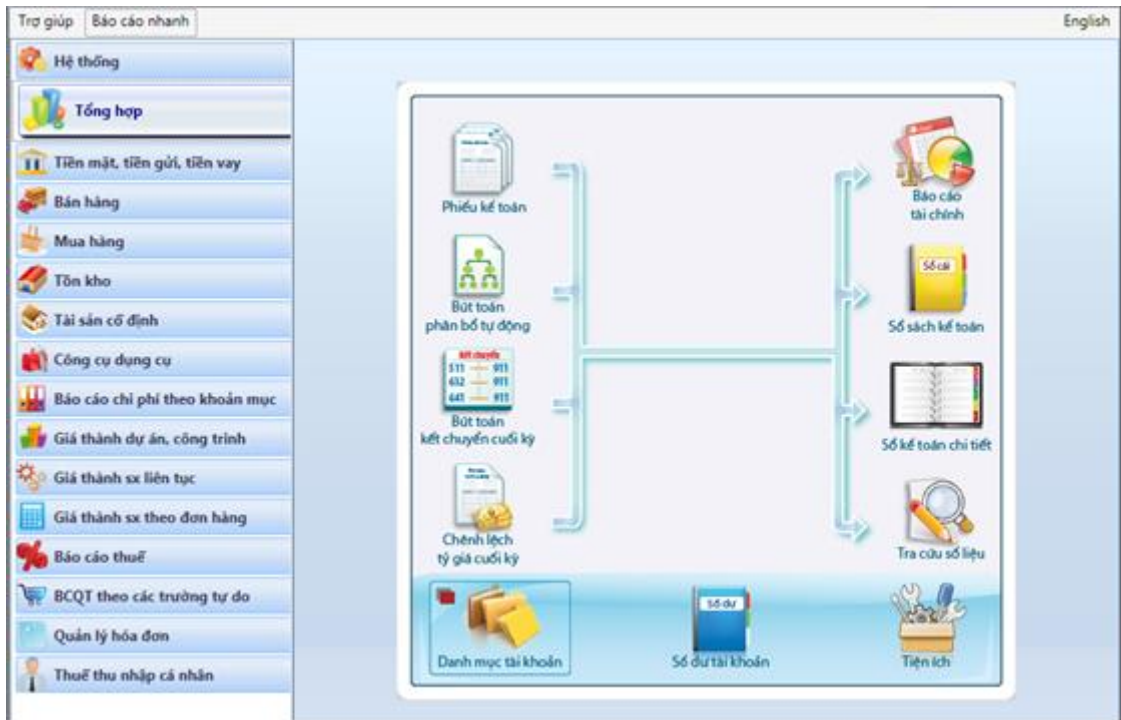 Trợ giúp Báo cáo nhanh English
Hệ thống
Tổng hợp
Tiền mặt, tiền gửi, tiền vay
Bán hàng
Mua hàng
Tồn kho
Tài sản cố định
Công cụ dụng cụ
Báo cáo chi phí theo khoản mục
Giá thành dự án, công trình
Giá thành sx liên tục
Giá thành sx theo đơn hàng
Báo cáo thuế
BCQT theo các trường tự do
Quản lý hóa đơn
Thuế thu nhập cá nhân
Phiếu kế toán
Bút toán
phân bổ tự động
Kết chuyển
511 911
632 911
641 911
Bút toán
kết chuyển cuối kỳ
Chênh lệch
tỷ giá cuối kỳ
Báo cáo
tài chính
Sổ cái
Sổ sách kế toán
Sổ kế toán chi tiết
Tra cứu số liệu
Danh mục tài khoản
Số dư
Số dư tài khoản
Tiện ích